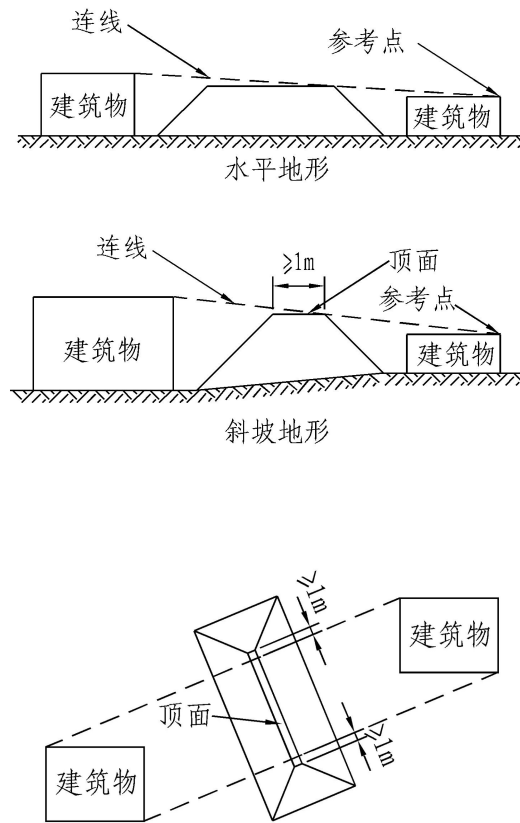 连线
参考点
建筑物
建筑物
水平地形
连线
≥1m
顶面
参考点
建筑物
建筑物
斜坡地形
≥1m
建筑物
顶面
≥1m
建筑物